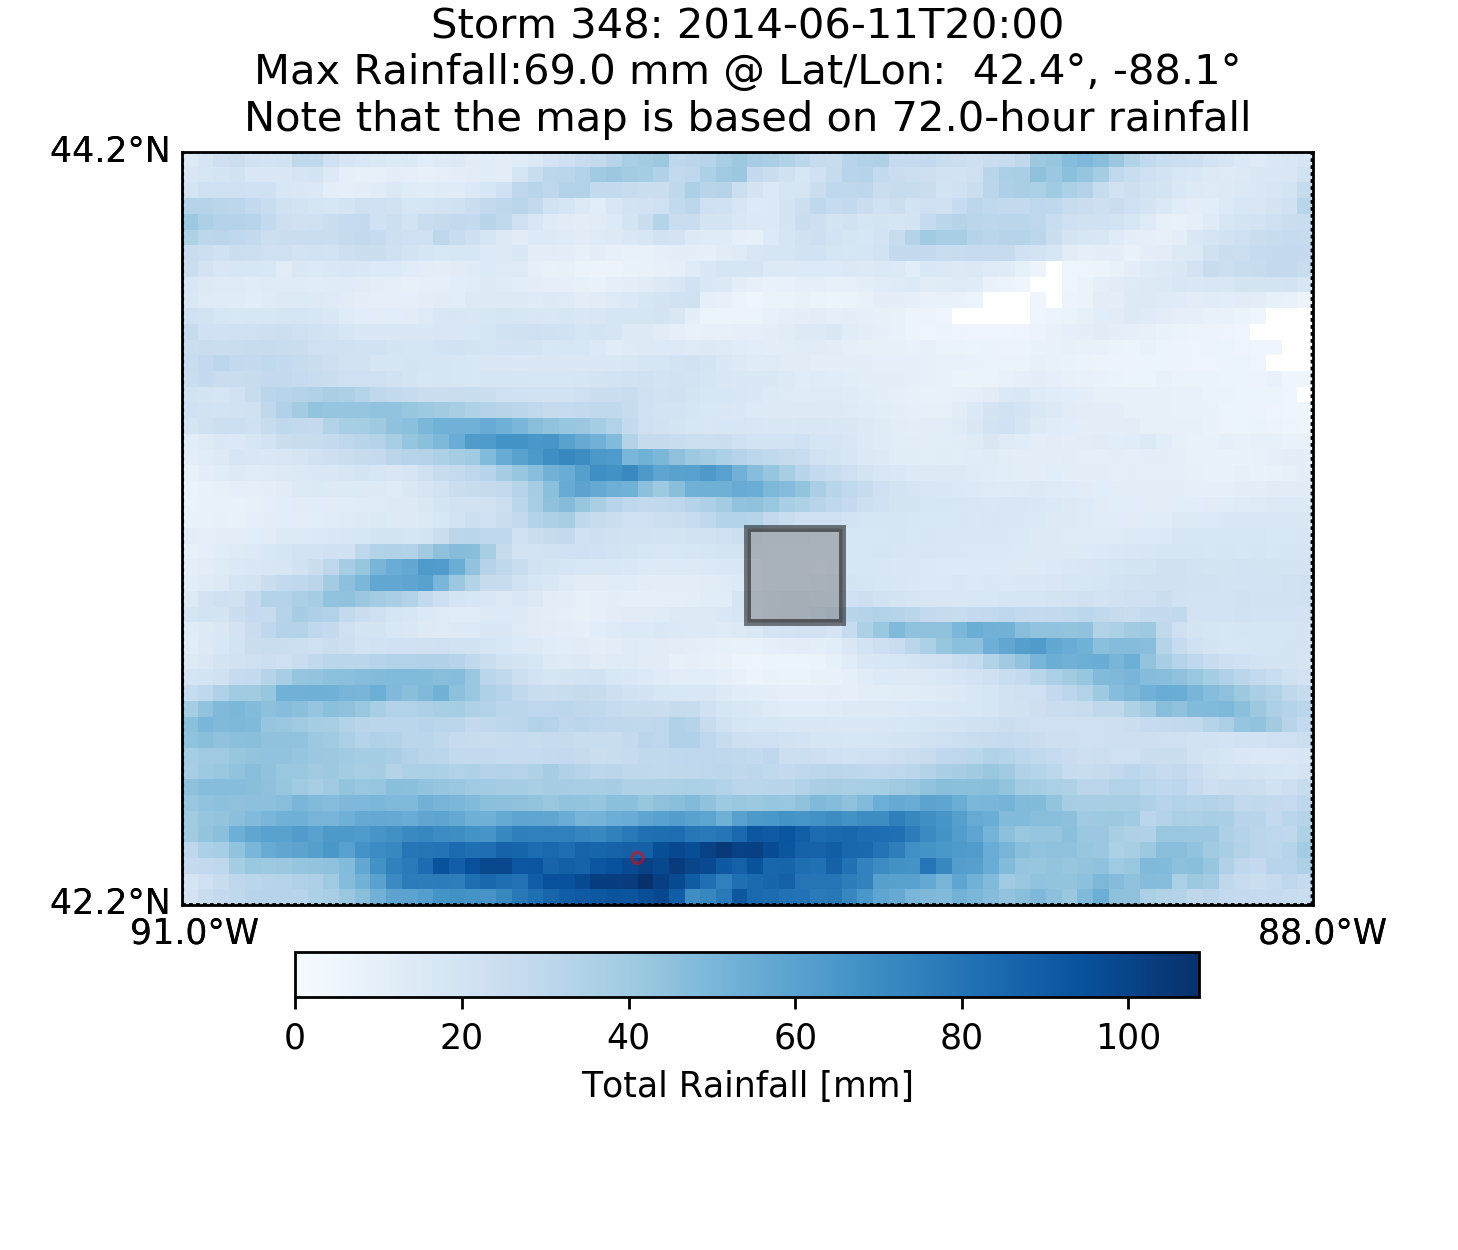 Storm 348: 2014-06-11T20:00
Max Rainfall:69.0 mm @ Lat/Lon:  42.4°, -88.1°
Note that the map is based on 72.0-hour rainfall
44.2°N
42.2°N
91.0°W 88.0°W
0 20 40 60 80 100
Total Rainfall [mm]